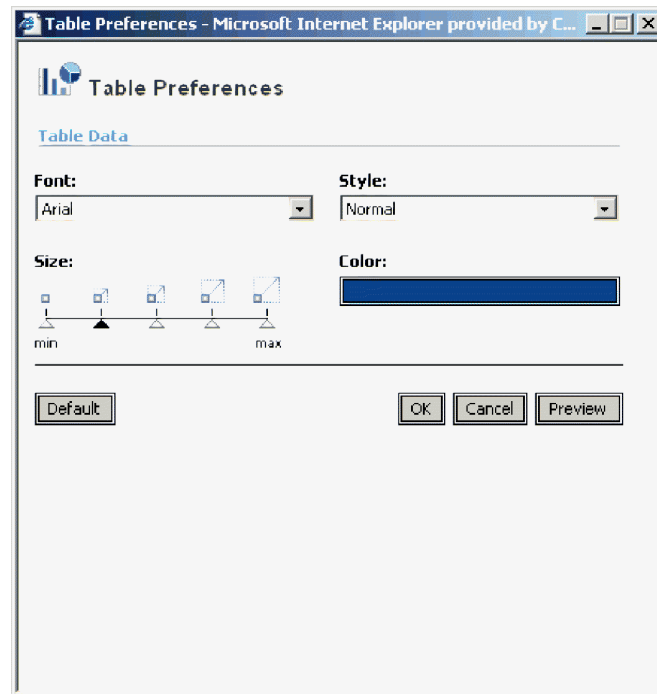 Table Preferences - Microsoft Internet Explorer provided by C...
Table Preferences
Table Data
Font: Style:
Arial Normal
Size: Color:
min max
Default OK Cancel Preview